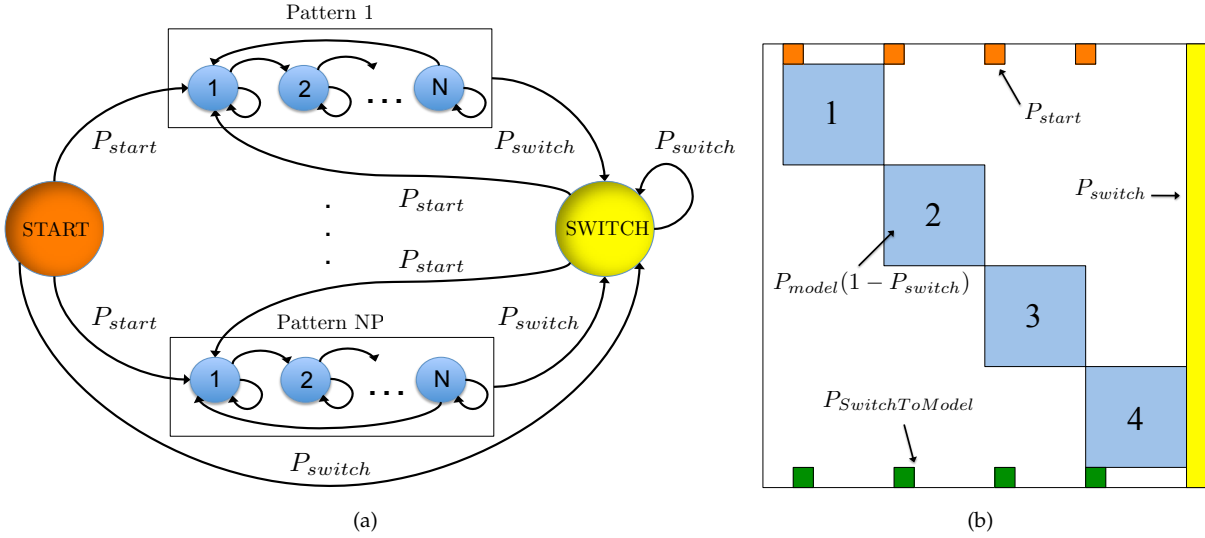 Pattern 1
1 2 ... N
P_start
P_switch
P_switch
P_start
START
SWITCH
P_start
P_start
Pattern NP
P_switch
1 2 ... N
P_switch
(a)
1
P_start
P_switch
2
P_model(1 − P_switch)
3
P_SwitchToModel
4
(b)